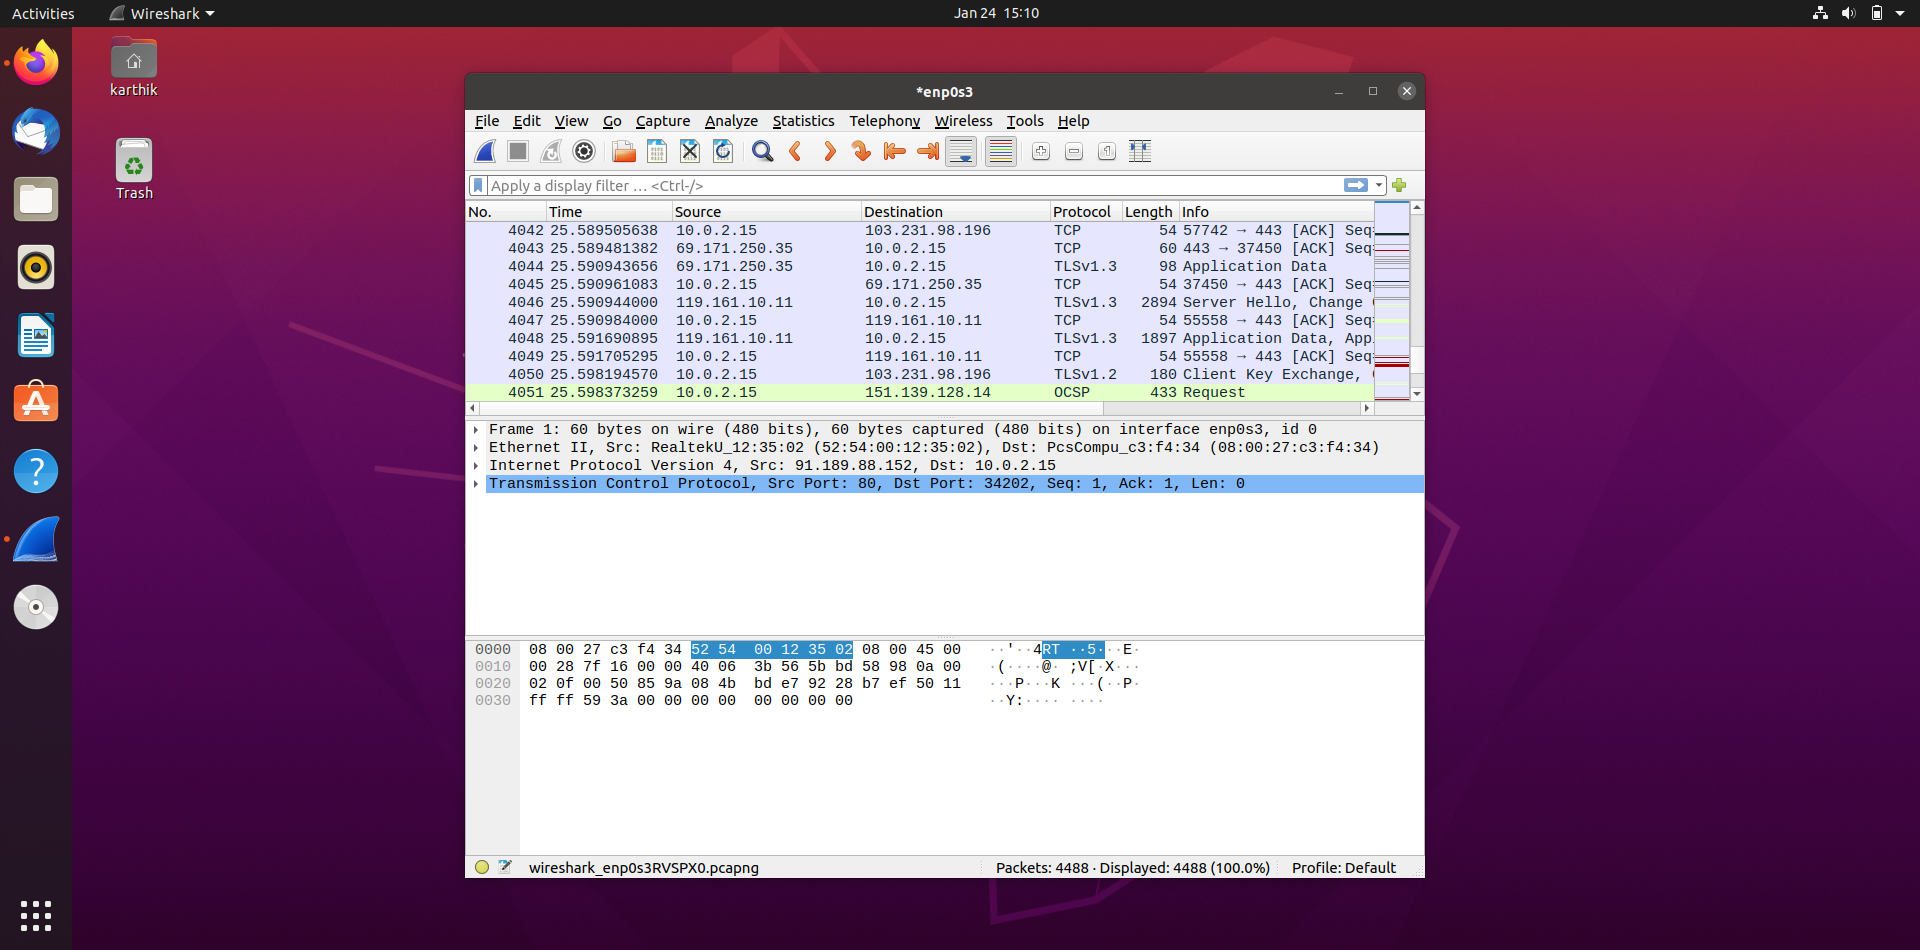 Activities Wireshark Jan 24 15:10
karthik
Trash
*enp0s3
File Edit View Go Capture Analyze Statistics Telephony Wireless Tools Help
Apply a display filter … <Ctrl-/>
No. Time Source Destination Protocol Length Info
4042 25.589505638 10.0.2.15 103.231.98.196 TCP 54 57742 → 443 [ACK] Seq=
4043 25.589481382 69.171.250.35 10.0.2.15 TCP 60 443 → 37450 [ACK] Seq=
4044 25.590943656 69.171.250.35 10.0.2.15 TLSv1.3 98 Application Data
4045 25.590961083 10.0.2.15 69.171.250.35 TCP 54 37450 → 443 [ACK] Seq=
4046 25.590944000 119.161.10.11 10.0.2.15 TLSv1.3 2894 Server Hello, Change
4047 25.590984000 10.0.2.15 119.161.10.11 TCP 54 55558 → 443 [ACK] Seq=
4048 25.591690895 119.161.10.11 10.0.2.15 TLSv1.3 1897 Application Data, App
4049 25.591705295 10.0.2.15 119.161.10.11 TCP 54 55558 → 443 [ACK] Seq=
4050 25.598194570 10.0.2.15 103.231.98.196 TLSv1.2 180 Client Key Exchange,
4051 25.598373259 10.0.2.15 151.139.128.14 OCSP 433 Request
Frame 1: 60 bytes on wire (480 bits), 60 bytes captured (480 bits) on interface enp0s3, id 0
Ethernet II, Src: RealtekU_12:35:02 (52:54:00:12:35:02), Dst: PcsCompu_c3:f4:34 (08:00:27:c3:f4:34)
Internet Protocol Version 4, Src: 91.189.88.152, Dst: 10.0.2.15
Transmission Control Protocol, Src Port: 80, Dst Port: 34202, Seq: 1, Ack: 1, Len: 0
0000 08 00 27 c3 f4 34 52 54 00 12 35 02 08 00 45 00 ··'··4RT ··5···E·
0010 00 28 7f 16 00 00 40 06 3b 56 5b bd 58 98 0a 00 ·(····@· ;V[·X···
0020 02 0f 00 50 85 9a 08 4b bd e7 92 28 b7 ef 50 11 ···P···K ···(··P·
0030 ff ff 59 3a 00 00 00 00 00 00 00 00 ··Y:···· ····
wireshark_enp0s3RVSPX0.pcapng Packets: 4488 · Displayed: 4488 (100.0%) Profile: Default